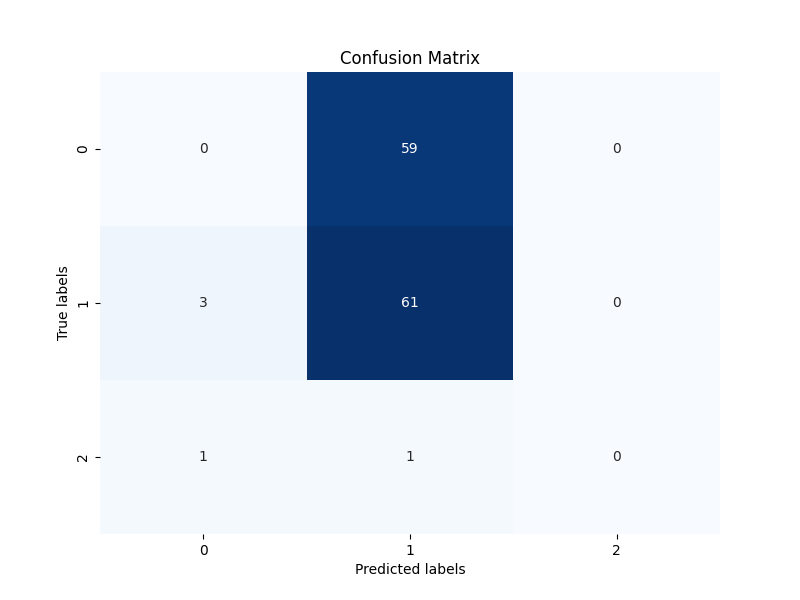 Confusion Matrix
True labels
0
0 59 0
1
3 61 0
2
1 1 0
0 1 2
Predicted labels